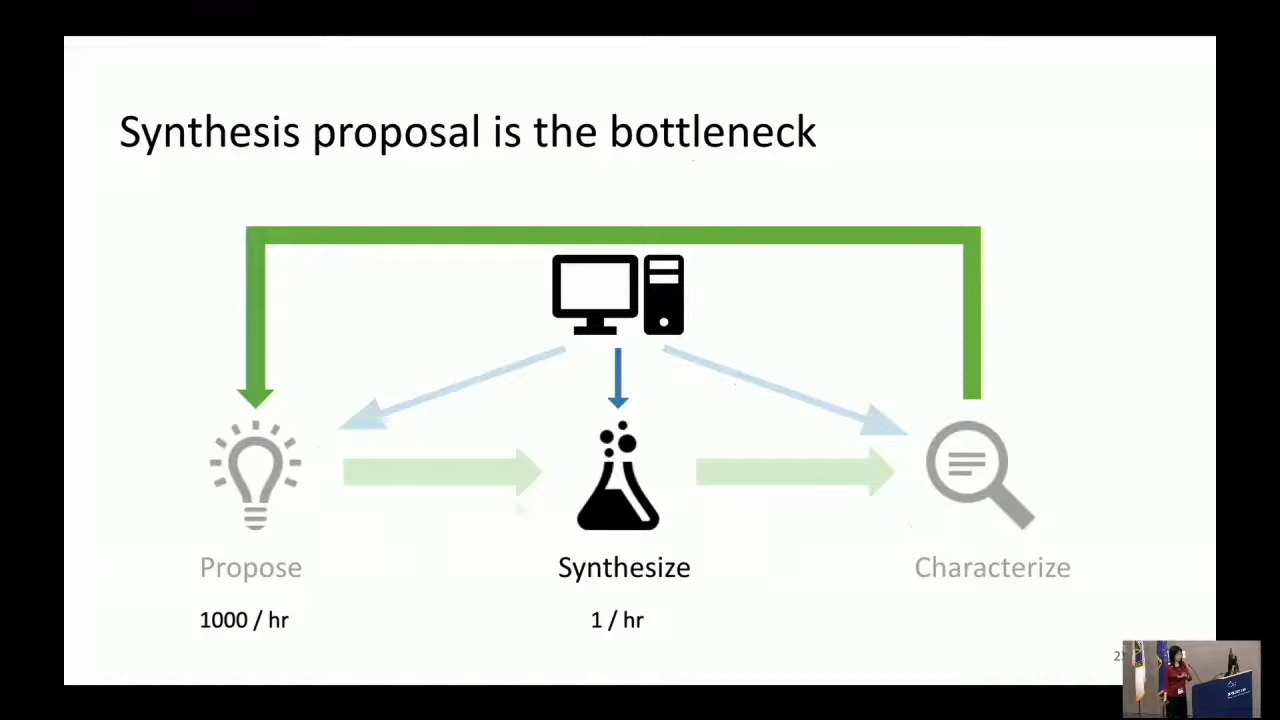 Synthesis proposal is the bottleneck
Propose
Synthesize
Characterize
1000 / hr
1 / hr